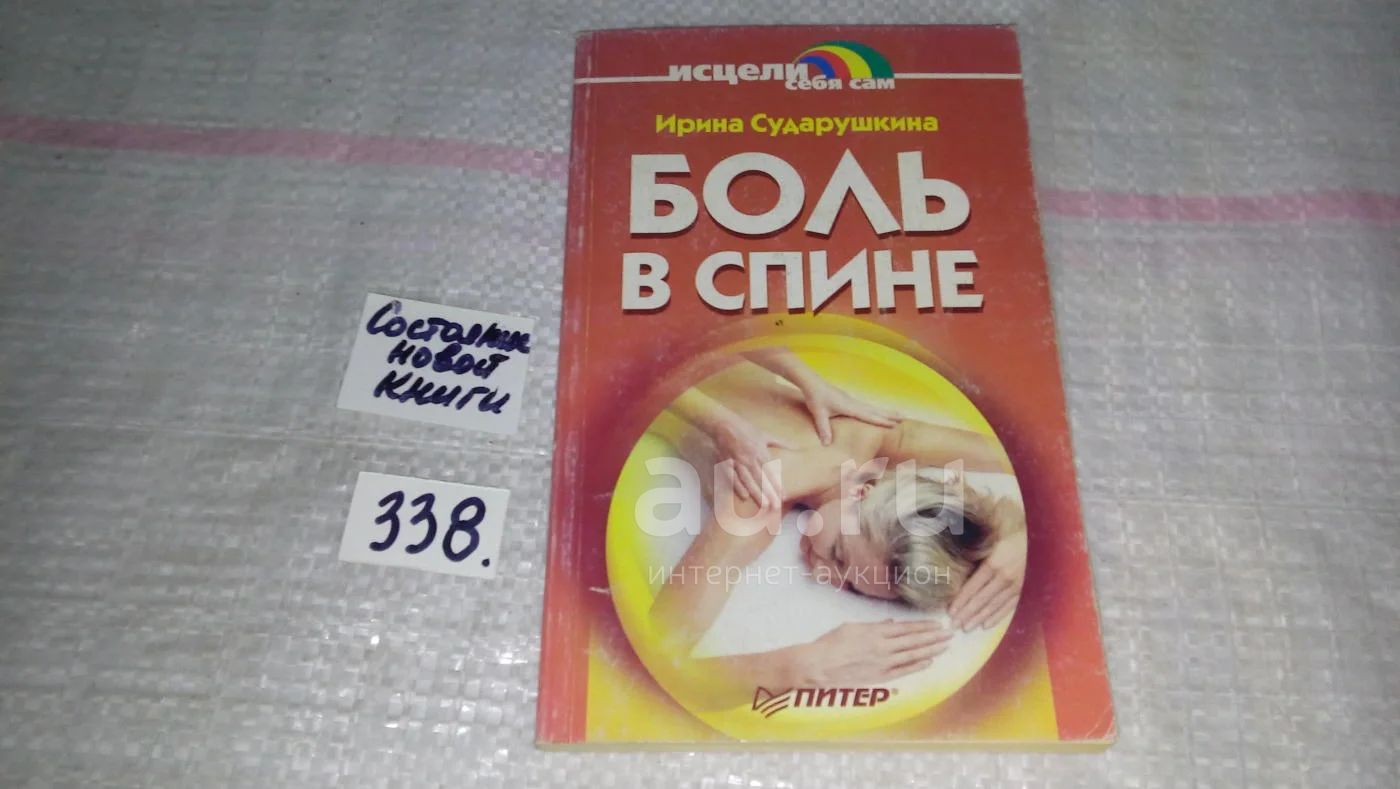 исцели
себя сам
Ирина Сударушкина
БОЛЬ
В СПИНЕ
Состояние
новой
книги
338.
au.ru
интернет-аукцион
ПИТЕР®